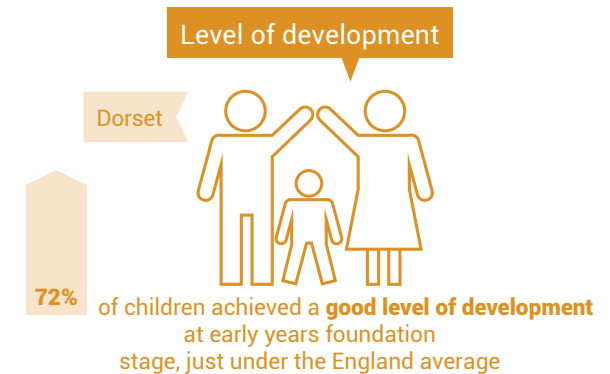 Level of development
Dorset
72% of children achieved a good level of development
at early years foundation
stage, just under the England average